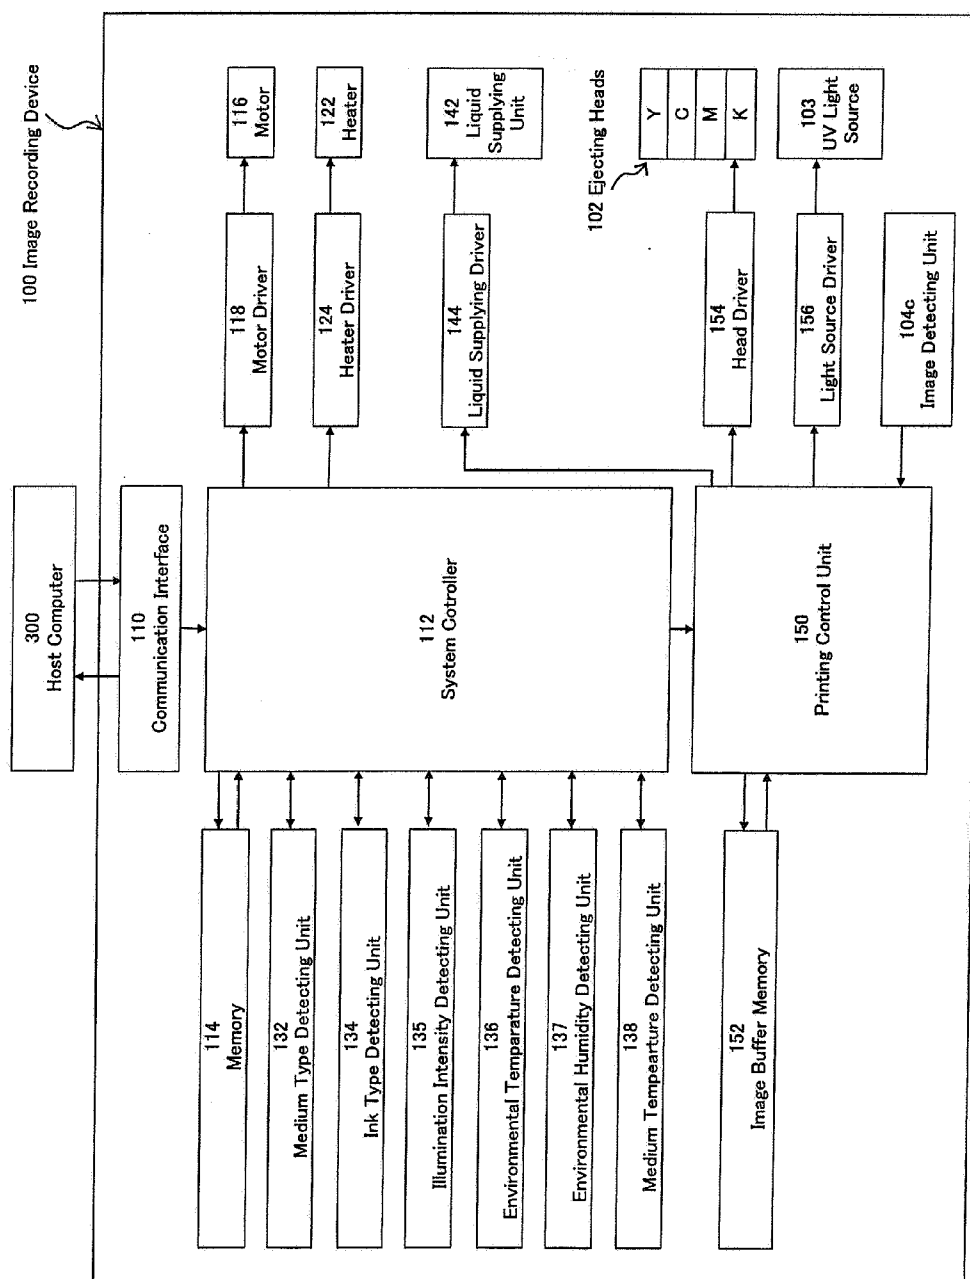 100 Image Recording Device
300
Host Computer
110
Communication Interface
112
System Cotroller
150
Printing Control Unit
118
Motor Driver
116
Motor
124
Heater Driver
122
Heater
144
Liquid Supplying Driver
142
Liquid
Supplying
Unit
154
Head Driver
102 Ejecting Heads
Y
C
M
K
156
Light Source Driver
103
UV Light
Source
104c
Image Detecting Unit
114
Memory
132
Medium Type Detecting Unit
134
Ink Type Detecting Unit
135
Illumination Intensity Detecting Unit
136
Environmental Temparature Detecting Unit
137
Environmental Humidity Detecting Unit
138
Medium Tempearture Detecting Unit
152
Image Buffer Memory